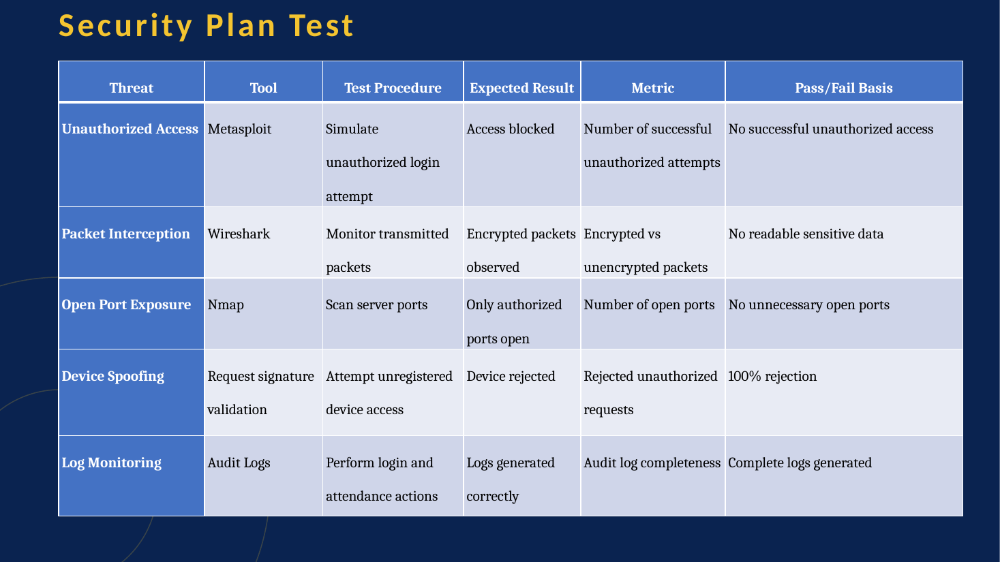 Security Plan Test
Threat Tool Test Procedure Expected Result Metric Pass/Fail Basis
Unauthorized Access Metasploit Simulate Access blocked Number of successful No successful unauthorized access
unauthorized login unauthorized attempts
attempt
Packet Interception Wireshark Monitor transmitted Encrypted packets Encrypted vs No readable sensitive data
packets observed unencrypted packets
Open Port Exposure Nmap Scan server ports Only authorized Number of open ports No unnecessary open ports
ports open
Device Spoofing Request signature Attempt unregistered Device rejected Rejected unauthorized 100% rejection
validation device access requests
Log Monitoring Audit Logs Perform login and Logs generated Audit log completeness Complete logs generated
attendance actions correctly